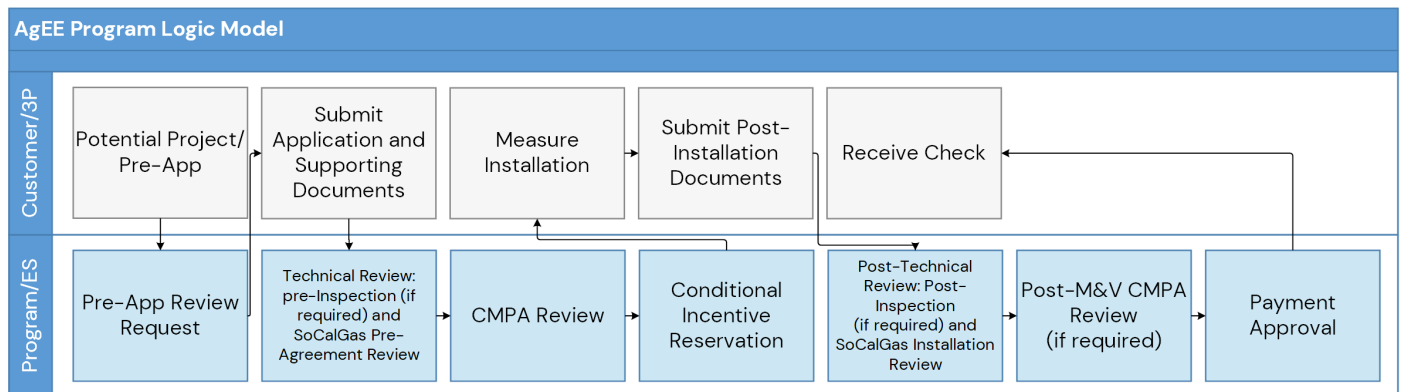 AgEE Program Logic Model
Customer/3P
Potential Project/
Pre-App
Submit
Application and
Supporting
Documents
Measure
Installation
Submit Post-
Installation
Documents
Receive Check
Program/ES
Pre-App Review
Request
Technical Review:
pre-Inspection (if
required) and
SoCalGas Pre-
Agreement Review
CMPA Review
Conditional
Incentive
Reservation
Post-Technical
Review: Post-
Inspection
(if required) and
SoCalGas Installation
Review
Post-M&V CMPA
Review
(if required)
Payment
Approval